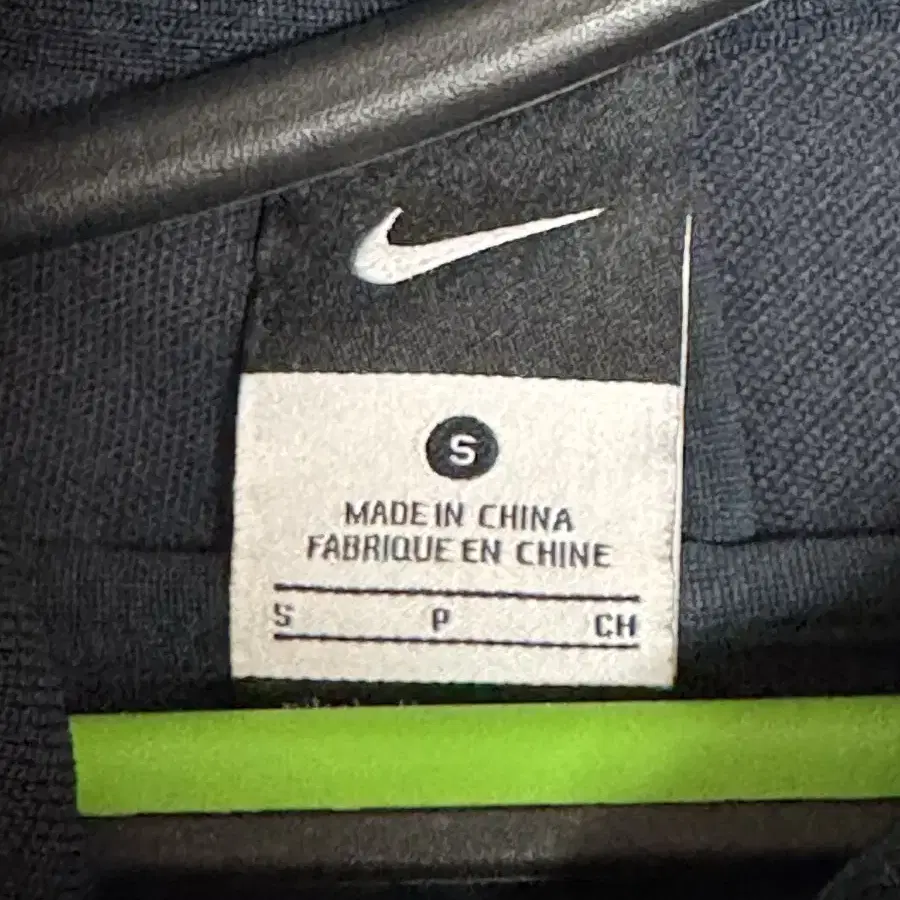 S
MADE IN CHINA
FABRIQUE EN CHINE
S P CH